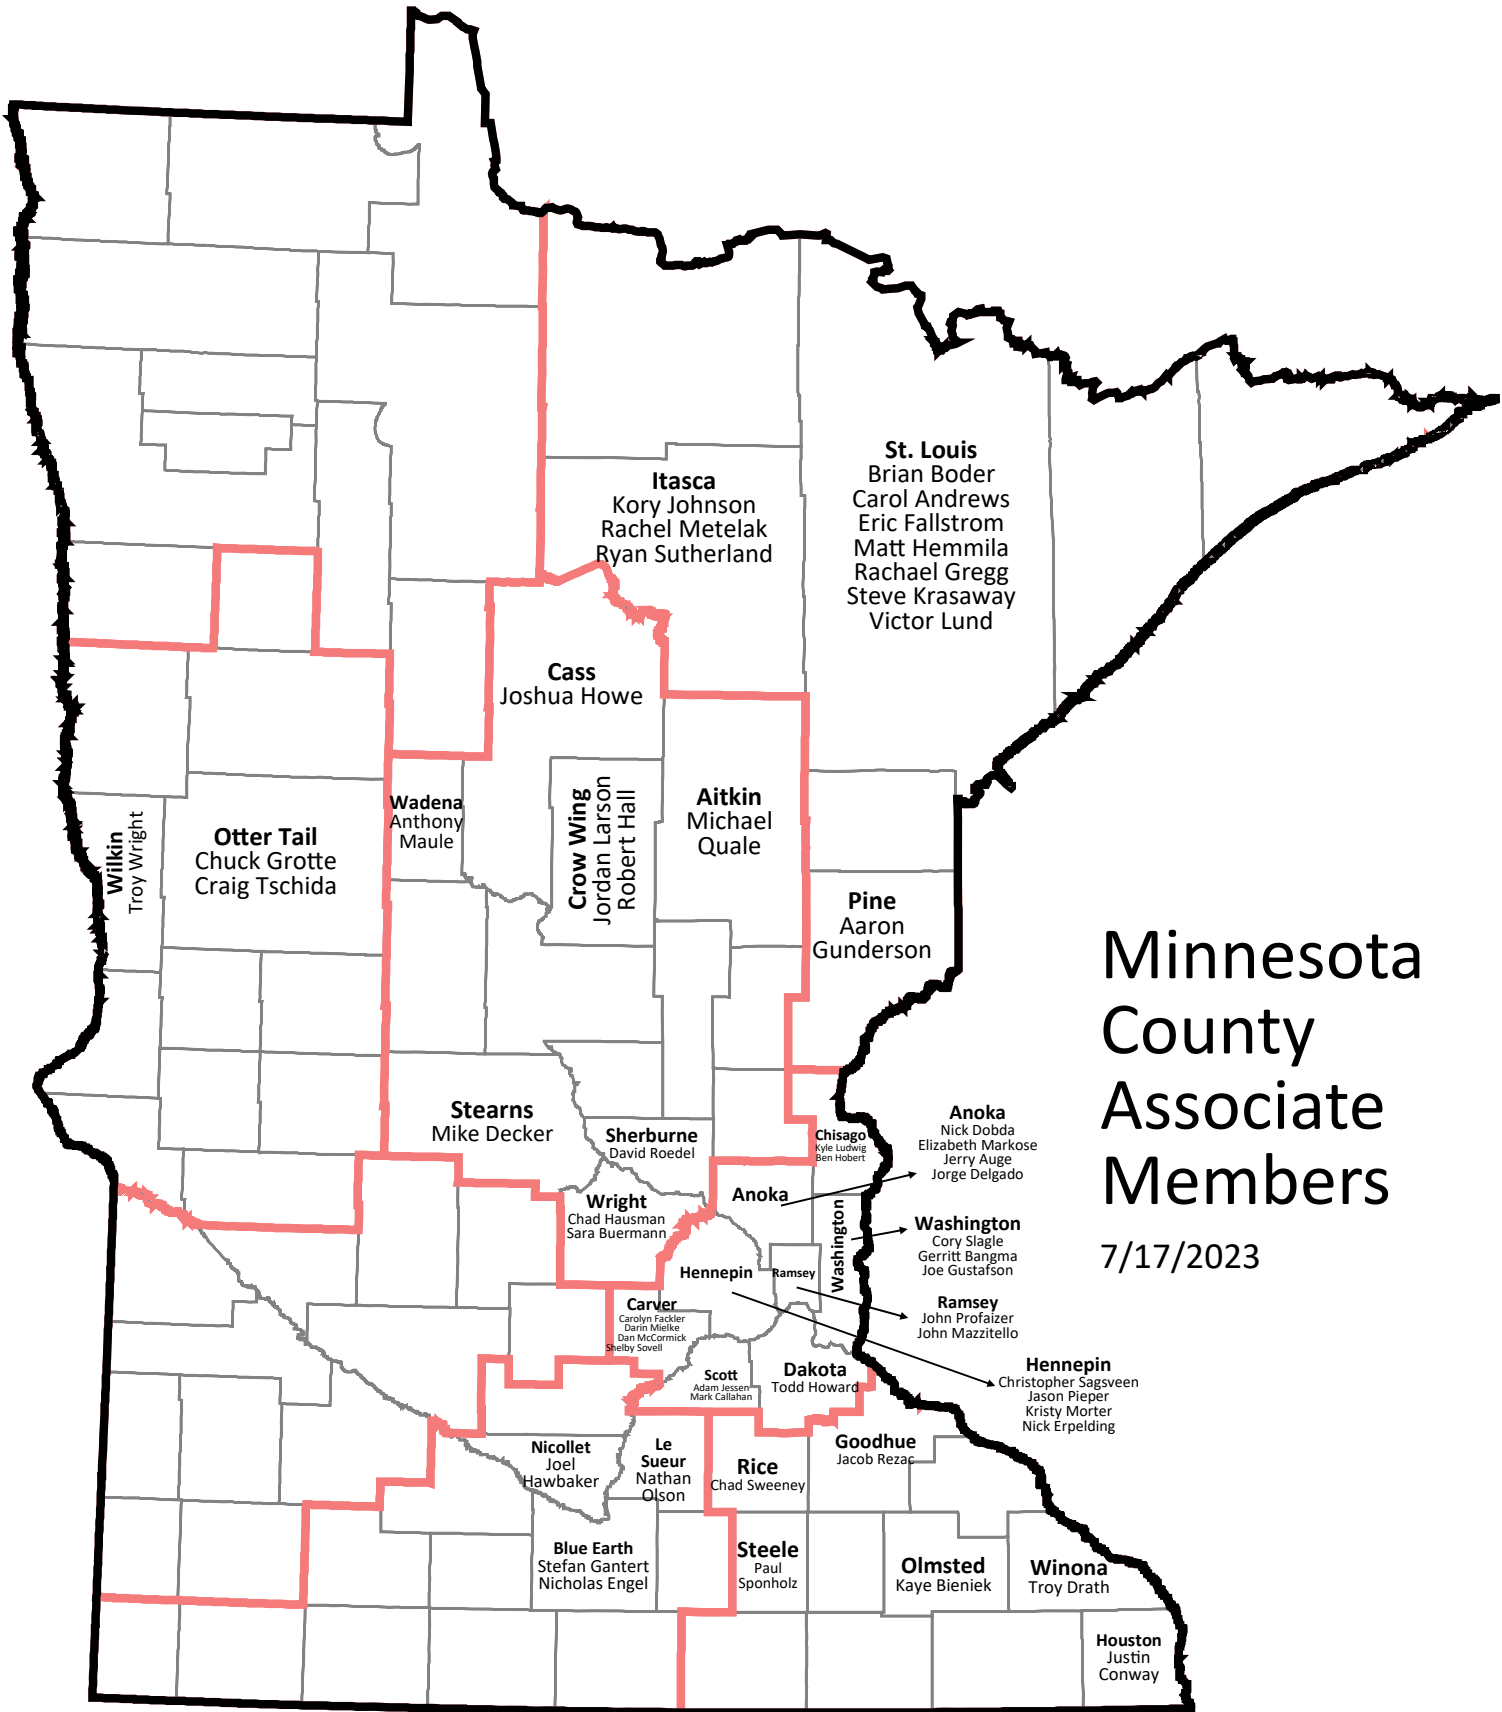 St. Louis
Brian Boder
Carol Andrews
Eric Fallstrom
Matt Hemmila
Rachael Gregg
Steve Krasaway
Victor Lund
Itasca
Kory Johnson
Rachel Metelak
Ryan Sutherland
Cass
Joshua Howe
Wilkin
Troy Wright
Otter Tail
Chuck Grotte
Craig Tschida
Wadena
Anthony
Maule
Crow Wing
Jordan Larson
Robert Hall
Aitkin
Michael
Quale
Pine
Aaron
Gunderson
Minnesota
County
Associate
Members
7/17/2023
Stearns
Mike Decker
Sherburne
David Roedel
Chisago
Kyle Ludwig
Ben Hobert
Anoka
Nick Dobda
Elizabeth Markose
Jerry Auge
Jorge Delgado
Wright
Chad Hausman
Sara Buermann
Anoka
Washington
Washington
Cory Slagle
Gerritt Bangma
Joe Gustafson
Hennepin
Ramsey
Ramsey
John Profaizer
John Mazzitello
Carver
Carolyn Fackler
Darin Mielke
Dan McCormick
Shelby Sovell
Scott
Adam Jessen
Mark Callahan
Dakota
Todd Howard
Hennepin
Christopher Sagsveen
Jason Pieper
Kristy Morter
Nick Erpelding
Nicollet
Joel
Hawbaker
Le
Sueur
Nathan
Olson
Rice
Chad Sweeney
Goodhue
Jacob Rezac
Blue Earth
Stefan Gantert
Nicholas Engel
Steele
Paul
Sponholz
Olmsted
Kaye Bieniek
Winona
Troy Drath
Houston
Justin
Conway